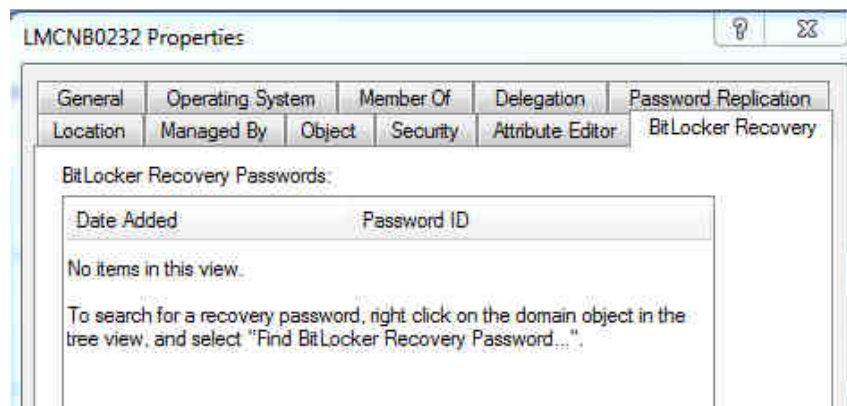 LMCNB0232 Properties
General Operating System Member Of Delegation Password Replication
Location Managed By Object Security Attribute Editor BitLocker Recovery
BitLocker Recovery Passwords:
Date Added Password ID
No items in this view.
To search for a recovery password, right click on the domain object in the
tree view, and select "Find BitLocker Recovery Password...".